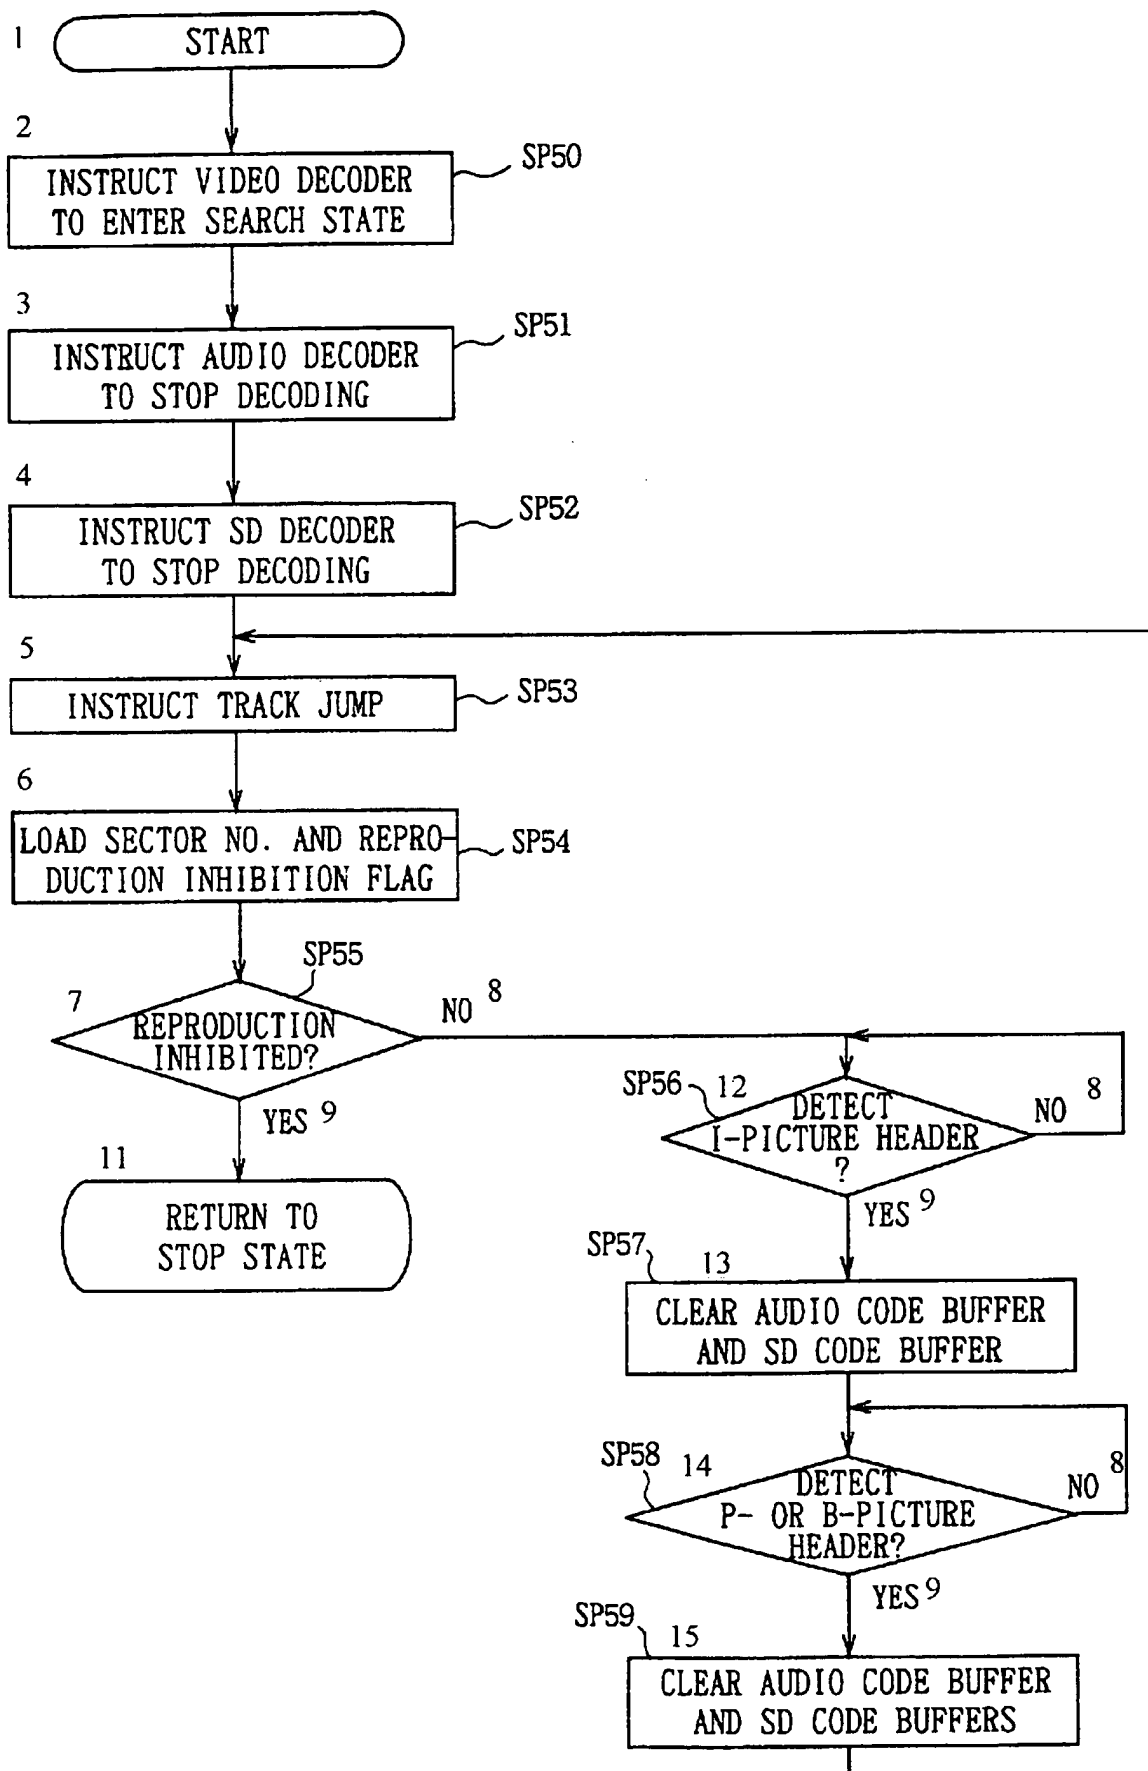 1
START
2
SP50
INSTRUCT VIDEO DECODER
TO ENTER SEARCH STATE
3
SP51
INSTRUCT AUDIO DECODER
TO STOP DECODING
4
SP52
INSTRUCT SD DECODER
TO STOP DECODING
5
SP53
INSTRUCT TRACK JUMP
6
LOAD SECTOR NO. AND REPRO-
SP54
DUCTION INHIBITION FLAG
SP55
7
REPRODUCTION
INHIBITED?
NO 8
YES 9
11
RETURN TO
STOP STATE
SP56
12
DETECT
I-PICTURE HEADER
?
NO 8
YES 9
SP57
13
CLEAR AUDIO CODE BUFFER
AND SD CODE BUFFER
SP58
14
DETECT
P- OR B-PICTURE
HEADER?
NO 8
YES 9
SP59
15
CLEAR AUDIO CODE BUFFER
AND SD CODE BUFFERS